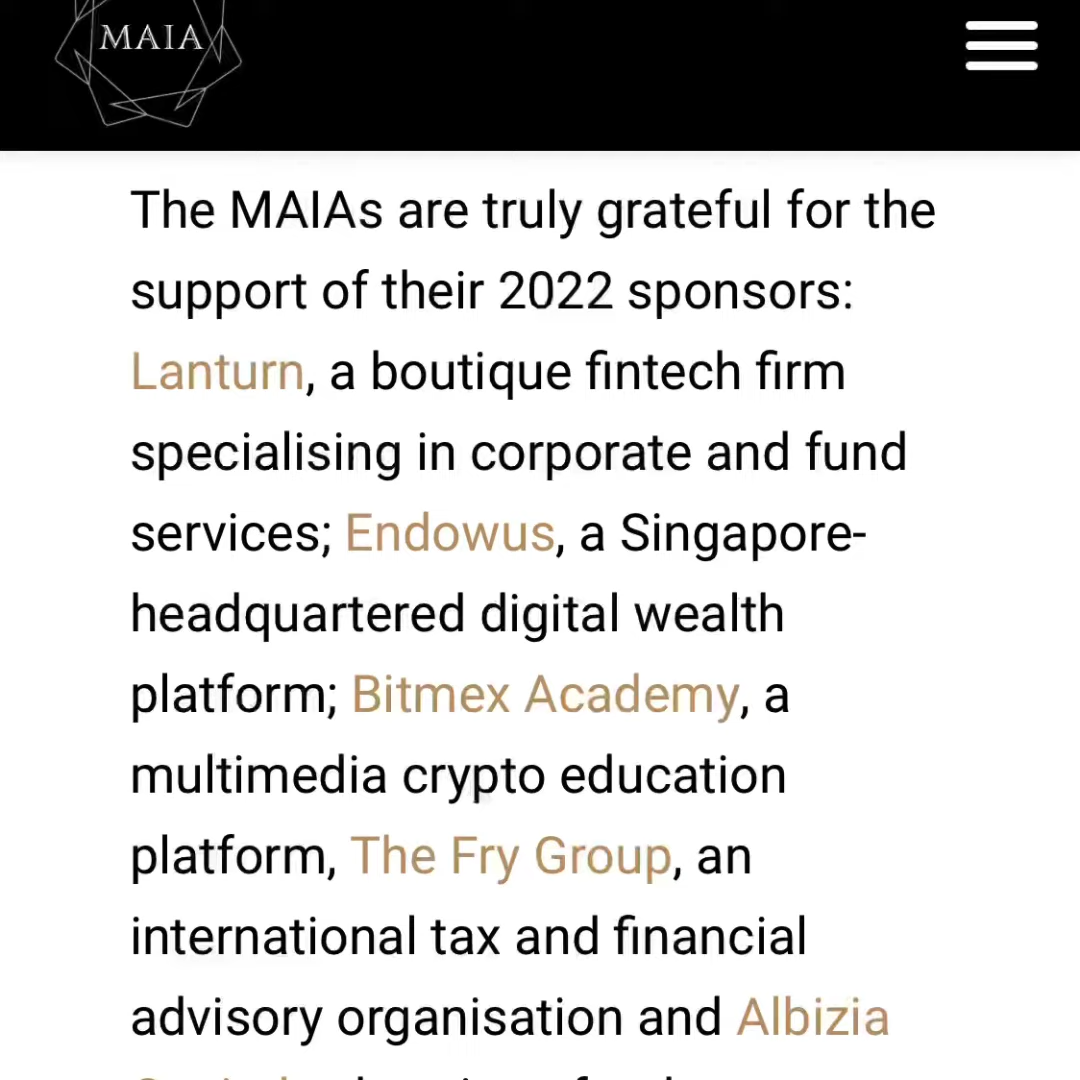 MAIA
The MAIAs are truly grateful for the
support of their 2022 sponsors:
Lanturn, a boutique fintech firm
specialising in corporate and fund
services; Endowus, a Singapore-
headquartered digital wealth
platform; Bitmex Academy, a
multimedia crypto education
platform, The Fry Group, an
international tax and financial
advisory organisation and Albizia